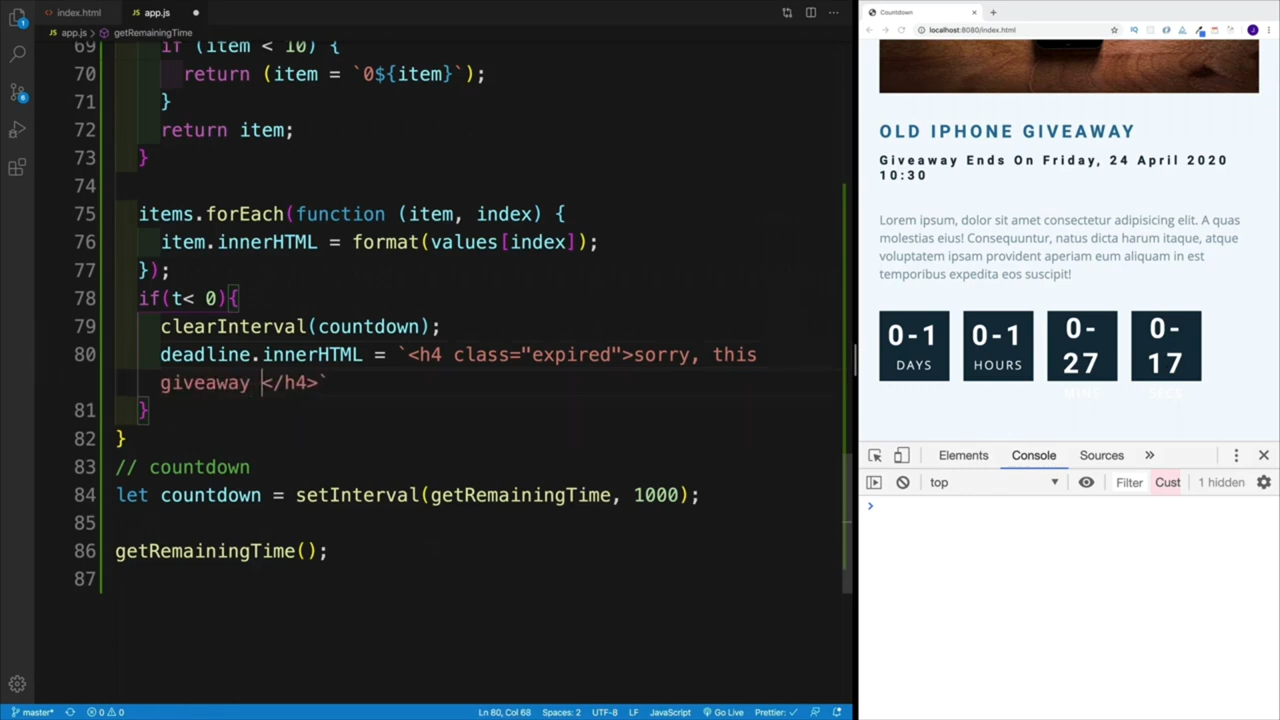 index.html
app.js
app.js > getRemainingTime
69 if (item < 10) {
70 return (item = `0${item}`);
71 }
72 return item;
73 }
74
75 items.forEach(function (item, index) {
76 item.innerHTML = format(values[index]);
77 });
78 if(t< 0){
79 clearInterval(countdown);
80 deadline.innerHTML = `<h4 class="expired">sorry, this
giveaway </h4>`
81 }
82 }
83 // countdown
84 let countdown = setInterval(getRemainingTime, 1000);
85
86 getRemainingTime();
87
1
6
master*
0 0
Ln 80, Col 68
Spaces: 2
UTF-8
LF
JavaScript
Go Live
Prettier: ✓
Countdown
localhost:8080/index.html
OLD IPHONE GIVEAWAY
Giveaway Ends On Friday, 24 April 2020
10:30
Lorem ipsum, dolor sit amet consectetur adipisicing elit. A quas
molestias eius! Consequuntur, natus dicta harum itaque, atque
voluptatem ipsam provident aperiam eum aliquam in est
temporibus expedita eos suscipit!
0-1 0-1 0- 0-
27 17
DAYS HOURS
MINS SECS
Elements Console Sources »
top Filter Cust 1 hidden